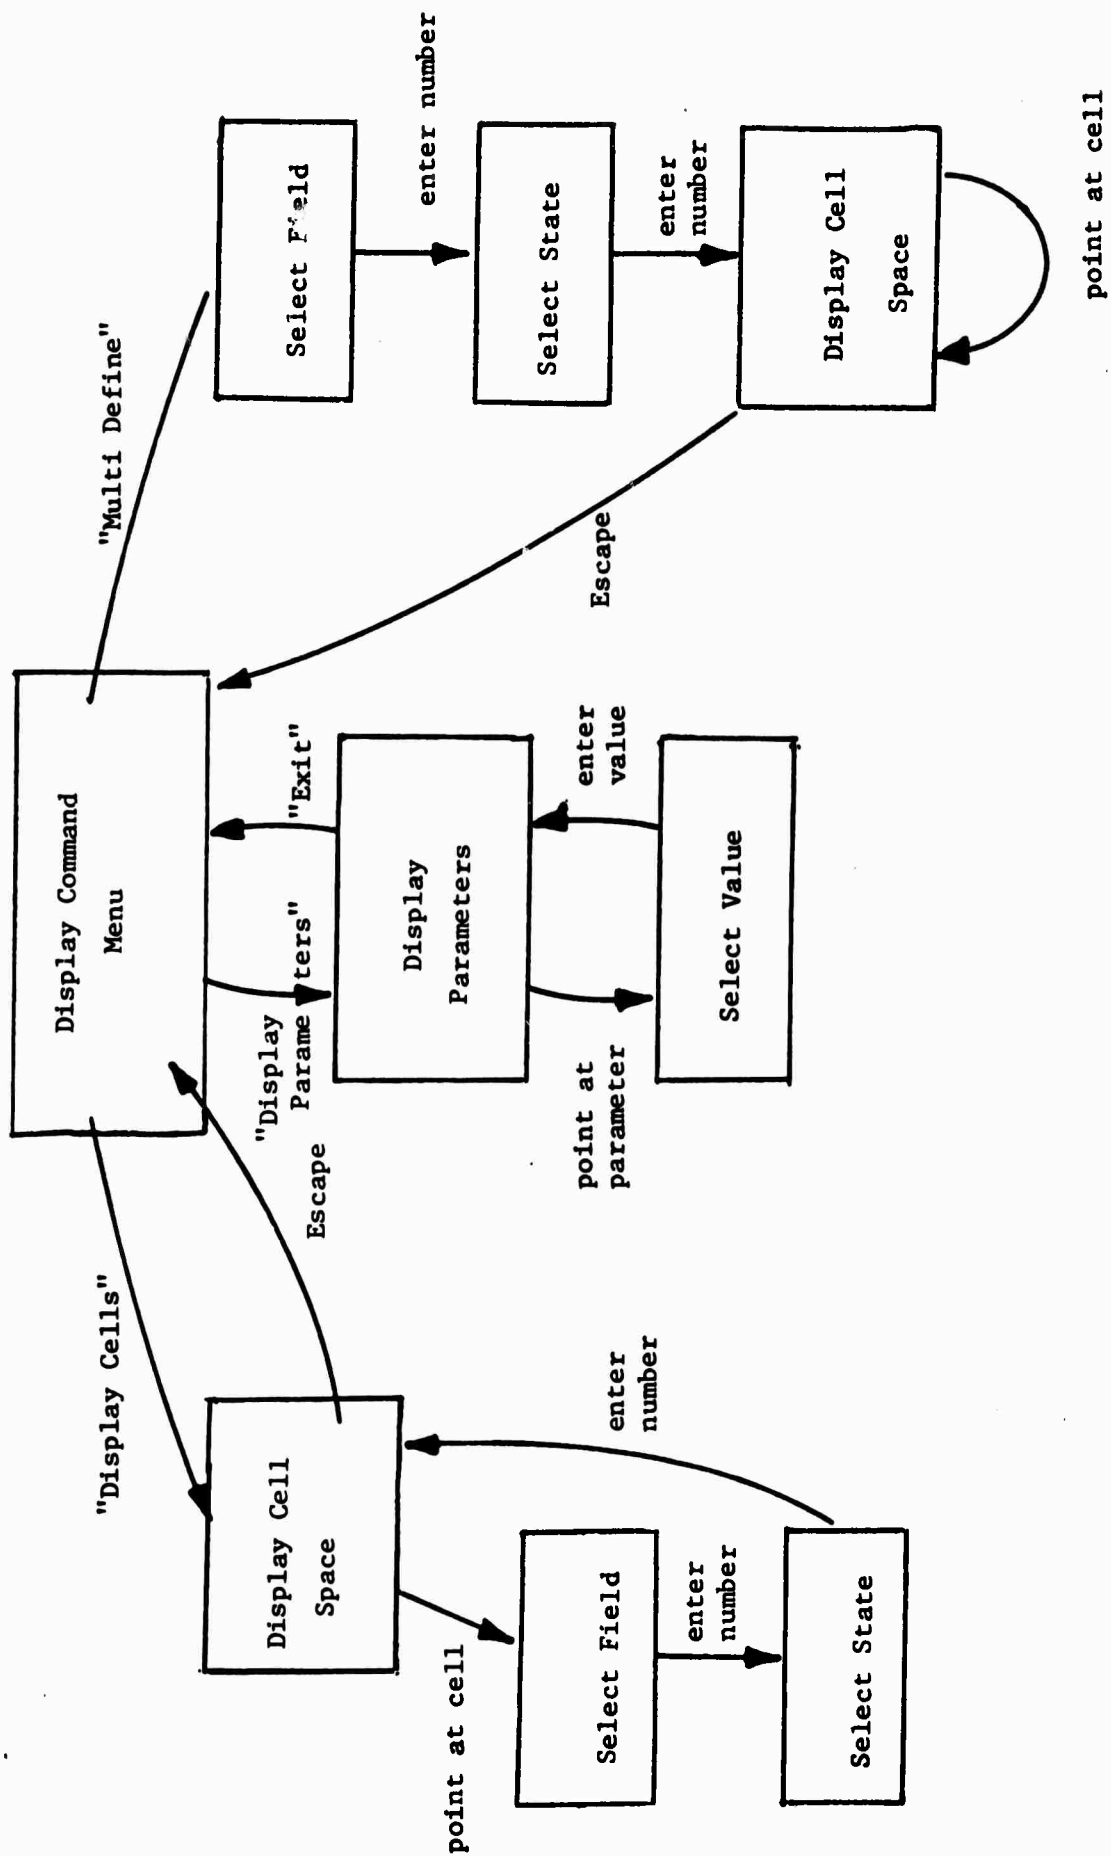 Display Command
Menu
"Display Cells"
"Multi Define"
Escape
"Display
Parameters"
"Exit"
Display Cell
Space
Display
Parameters
Select Field
point at cell
enter number
Select Field
point at
parameter
enter
value
Select State
enter
number
Select Value
enter
number
enter
number
Escape
Select State
Display Cell
Space
point at cell